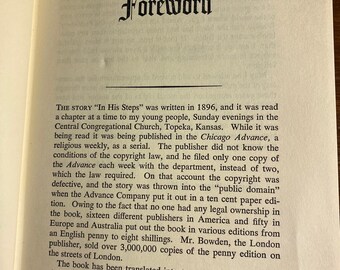 Foreword
THE STORY "In His Steps" was written in 1896, and it was read
a chapter at a time to my young people, Sunday evenings in the
Central Congregational Church, Topeka, Kansas. While it was
being read it was being published in the Chicago Advance, a
religious weekly, as a serial. The publisher did not know the
conditions of the copyright law, and he filed only one copy of
the Advance each week with the department, instead of two,
which the law required. On that account the copyright was
defective, and the story was thrown into the "public domain"
when the Advance Company put it out in a ten cent paper edi-
tion. Owing to the fact that no one had any legal ownership in
the book, sixteen different publishers in America and fifty in
Europe and Australia put out the book in various editions from
an English penny to eight shillings. Mr. Bowden, the London
publisher, sold over 3,000,000 copies of the penny edition on
the streets of London.
The book has been translated